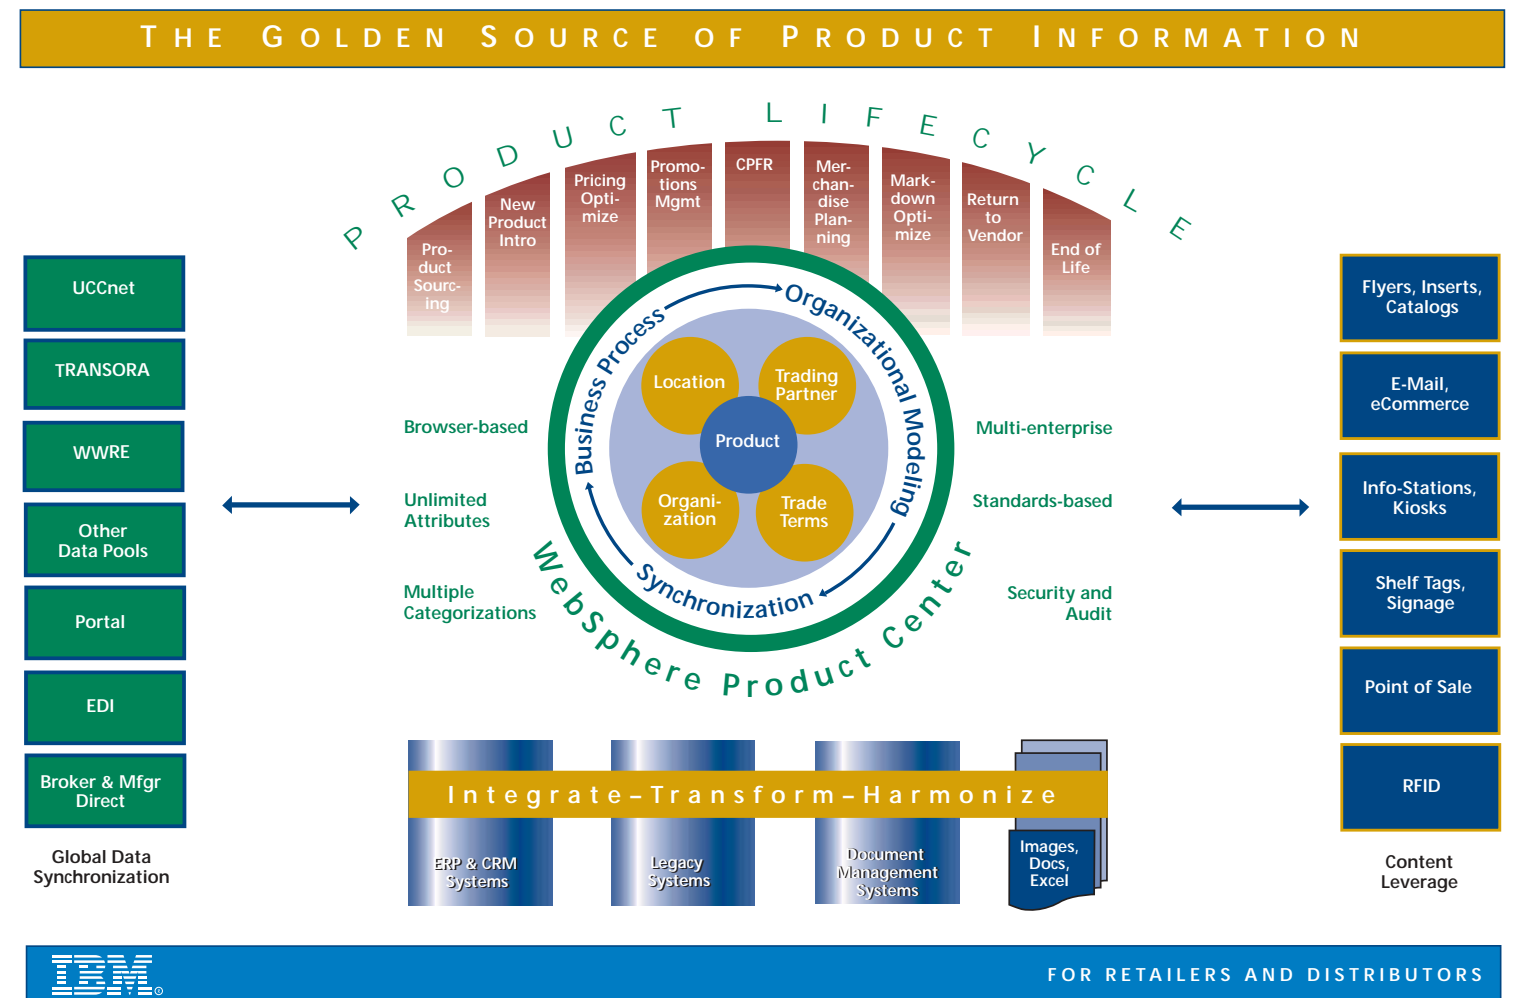 THE GOLDEN SOURCE OF PRODUCT INFORMATION
PRODUCT LIFECYCLE
Pro-
duct
Sourc-
ing
New
Product
Intro
Pricing
Opti-
mize
Promo-
tions
Mgmt
CPFR
Mer-
chan-
dise
Plan-
ning
Mark-
down
Opti-
mize
Return
to
Vendor
End of
Life
UCCnet
TRANSORA
WWRE
Other
Data Pools
Portal
EDI
Broker & Mfgr
Direct
Global Data
Synchronization
Browser-based
Unlimited
Attributes
Multiple
Categorizations
Business Process
Organizational Modeling
Synchronization
Location
Trading
Partner
Product
Organi-
zation
Trade
Terms
WebSphere Product Center
Multi-enterprise
Standards-based
Security and
Audit
Flyers, Inserts,
Catalogs
E-Mail,
eCommerce
Info-Stations,
Kiosks
Shelf Tags,
Signage
Point of Sale
RFID
Content
Leverage
Integrate–Transform–Harmonize
ERP & CRM
Systems
Legacy
Systems
Document
Management
Systems
Images,
Docs,
Excel
IBM®
FOR RETAILERS AND DISTRIBUTORS